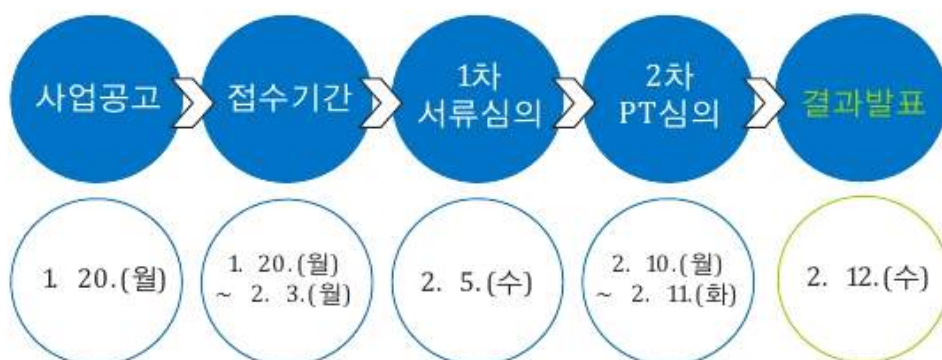 사업공고
접수기간
1차
서류심의
2차
PT심의
결과발표
1. 20.(월)
1. 20.(월)
~ 2. 3.(월)
2. 5.(수)
2. 10.(월)
~ 2. 11.(화)
2. 12.(수)